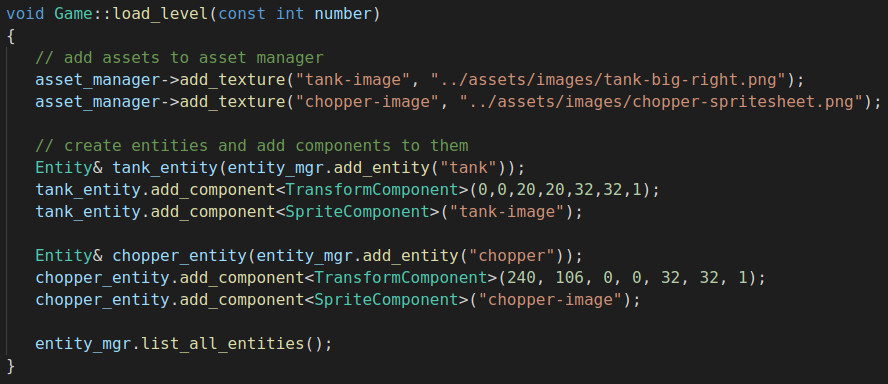 void Game::load_level(const int number)
{
// add assets to asset manager
asset_manager->add_texture("tank-image", "../assets/images/tank-big-right.png");
asset_manager->add_texture("chopper-image", "../assets/images/chopper-spritesheet.png");
// create entities and add components to them
Entity& tank_entity(entity_mgr.add_entity("tank"));
tank_entity.add_component<TransformComponent>(0,0,20,20,32,32,1);
tank_entity.add_component<SpriteComponent>("tank-image");
Entity& chopper_entity(entity_mgr.add_entity("chopper"));
chopper_entity.add_component<TransformComponent>(240, 106, 0, 0, 32, 32, 1);
chopper_entity.add_component<SpriteComponent>("chopper-image");
entity_mgr.list_all_entities();
}